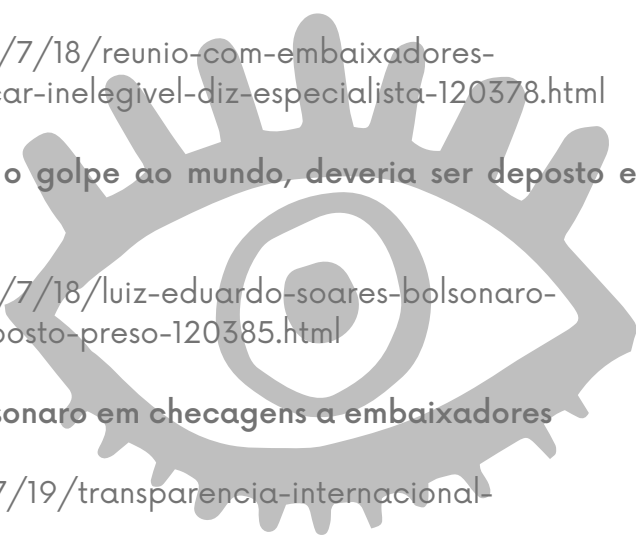 /7/18/reunio-com-embaixadores-
car-inelegivel-diz-especialista-120378.html
o golpe ao mundo, deveria ser deposto e
/7/18/luiz-eduardo-soares-bolsonaro-
posto-preso-120385.html
sonaro em checagens a embaixadores
7/19/transparencia-internacional-